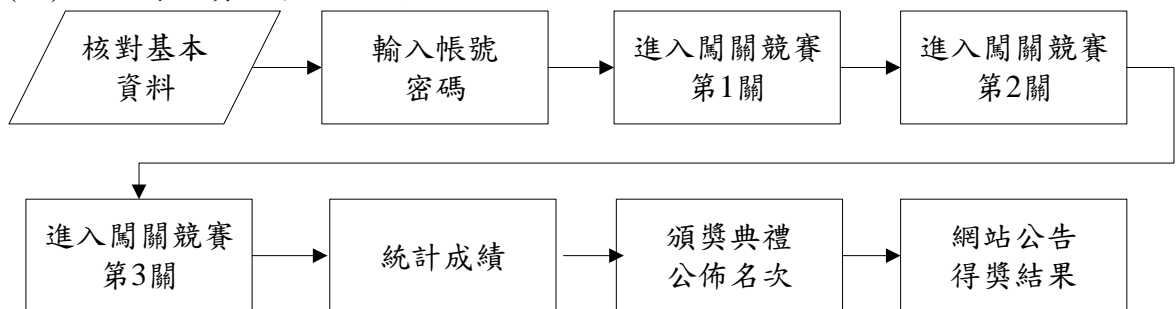 核對基本
資料
輸入帳號
密碼
進入闖關競賽
第1關
進入闖關競賽
第2關
進入闖關競賽
第3關
統計成績
頒獎典禮
公佈名次
網站公告
得獎結果